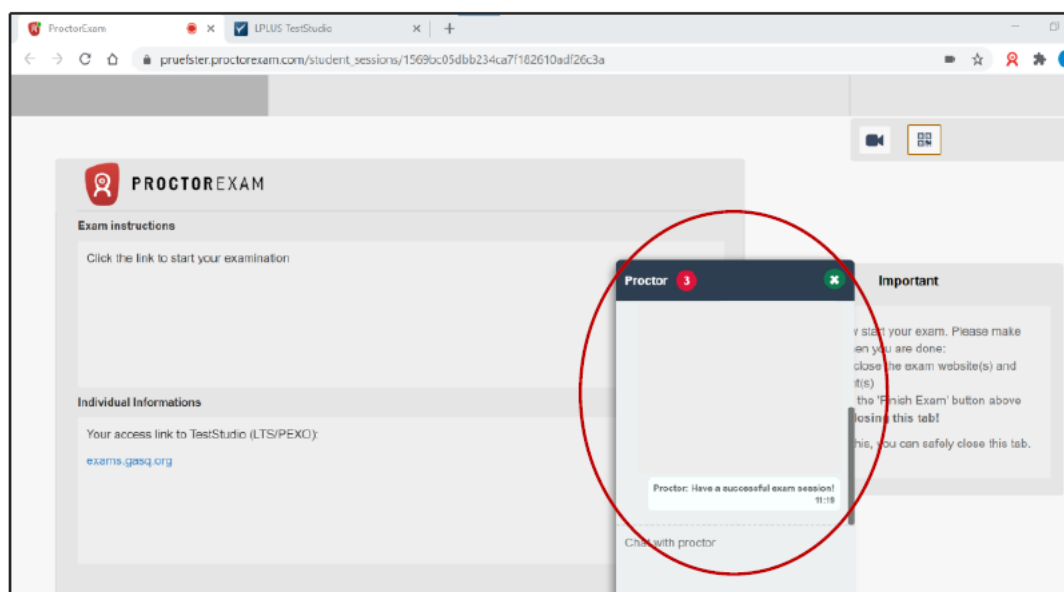 ProctorExam
LPLUS TestStudio
pruefster.proctorexam.com/student_sessions/1569bc05dbb234ca7f182610adf26c3a
PROCTOREXAM
Exam instructions
Click the link to start your examination
Individual Informations
Your access link to TestStudio (LTS/PEXO):
exams.gasq.org
Proctor 3
Proctor: Have a successful exam session!
11:19
Chat with proctor
Important
start your exam. Please make
you are done:
close the exam website(s) and
the 'Finish Exam' button above
this tab!
you can safely close this tab.